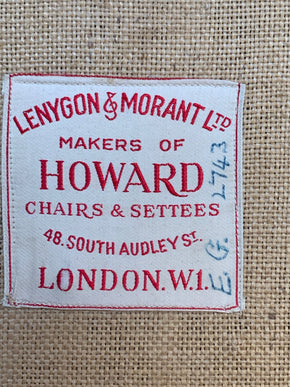 LENYGON & MORANT LTD
MAKERS OF
HOWARD
CHAIRS & SETTEES
48. SOUTH AUDLEY ST.
LONDON. W.1.
E G. 2743